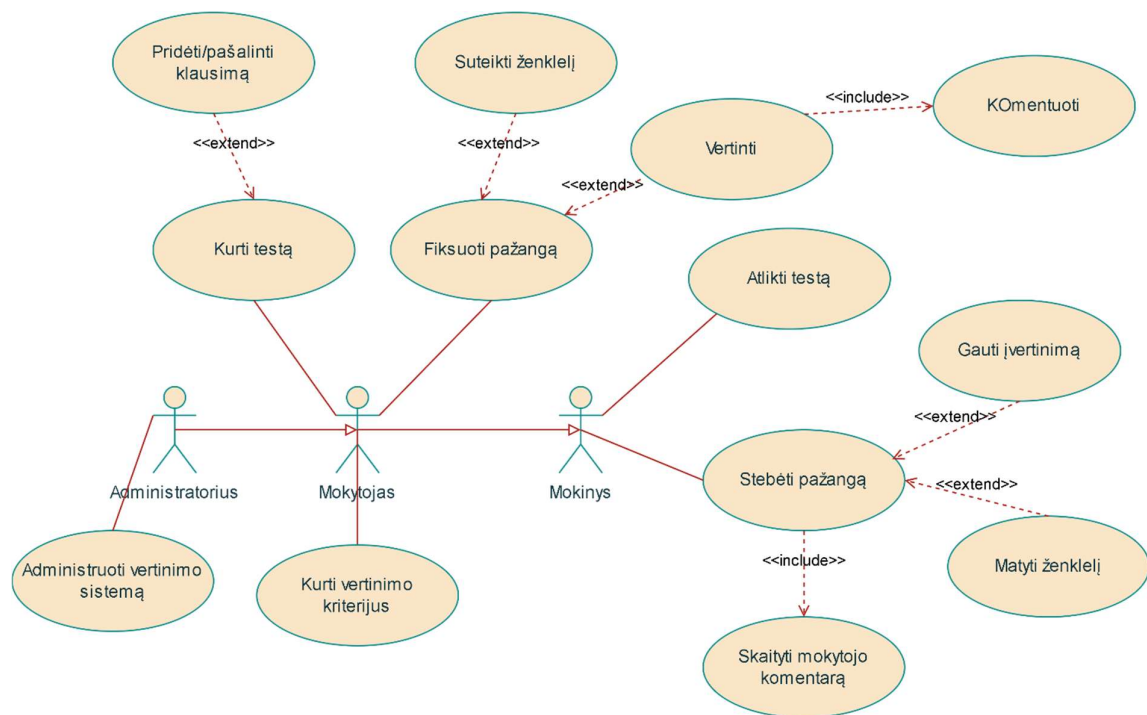 Pridėti/pašalinti
klausimą
Suteikti ženklelį
Vertinti
<<include>>
KOmentuoti
<<extend>>
<<extend>>
<<extend>>
Kurti testą
Fiksuoti pažangą
Atlikti testą
Gauti įvertinimą
<<extend>>
Administratorius
Mokytojas
Mokinys
Stebėti pažangą
<<extend>>
Matyti ženklelį
<<include>>
Administruoti vertinimo
sistemą
Kurti vertinimo
kriterijus
Skaityti mokytojo
komentarą